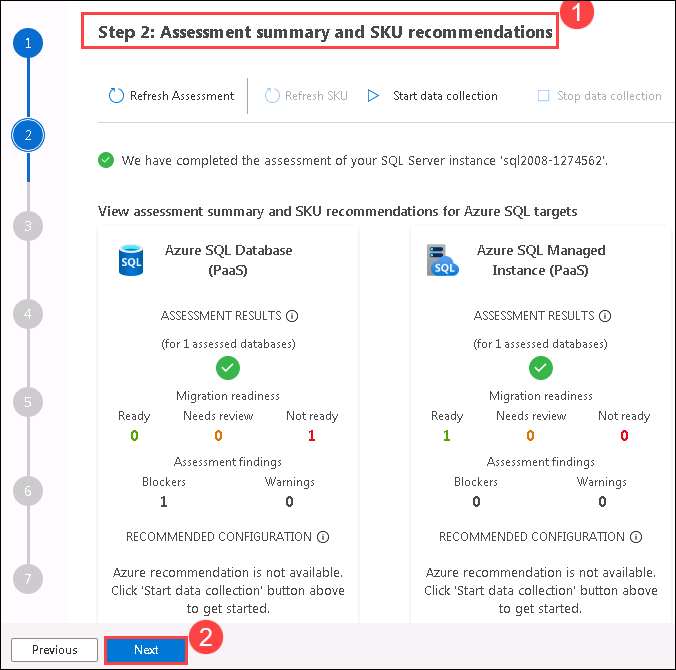 1
Step 2: Assessment summary and SKU recommendations
1
Refresh Assessment
Refresh SKU
Start data collection
Stop data collection
2
We have completed the assessment of your SQL Server instance 'sql2008-1274562'.
View assessment summary and SKU recommendations for Azure SQL targets
3
SQL
Azure SQL Database
(PaaS)
ASSESSMENT RESULTS
(for 1 assessed databases)
Migration readiness
Ready
Needs review
Not ready
0
0
1
Assessment findings
Blockers
Warnings
1
0
RECOMMENDED CONFIGURATION
Azure recommendation is not available.
Click 'Start data collection' button above
to get started.
SQL
Azure SQL Managed
Instance (PaaS)
ASSESSMENT RESULTS
(for 1 assessed databases)
Migration readiness
Ready
Needs review
Not ready
1
0
0
Assessment findings
Blockers
Warnings
0
0
RECOMMENDED CONFIGURATION
Azure recommendation is not available.
Click 'Start data collection' button above
to get started.
4
5
6
7
Previous
Next
2